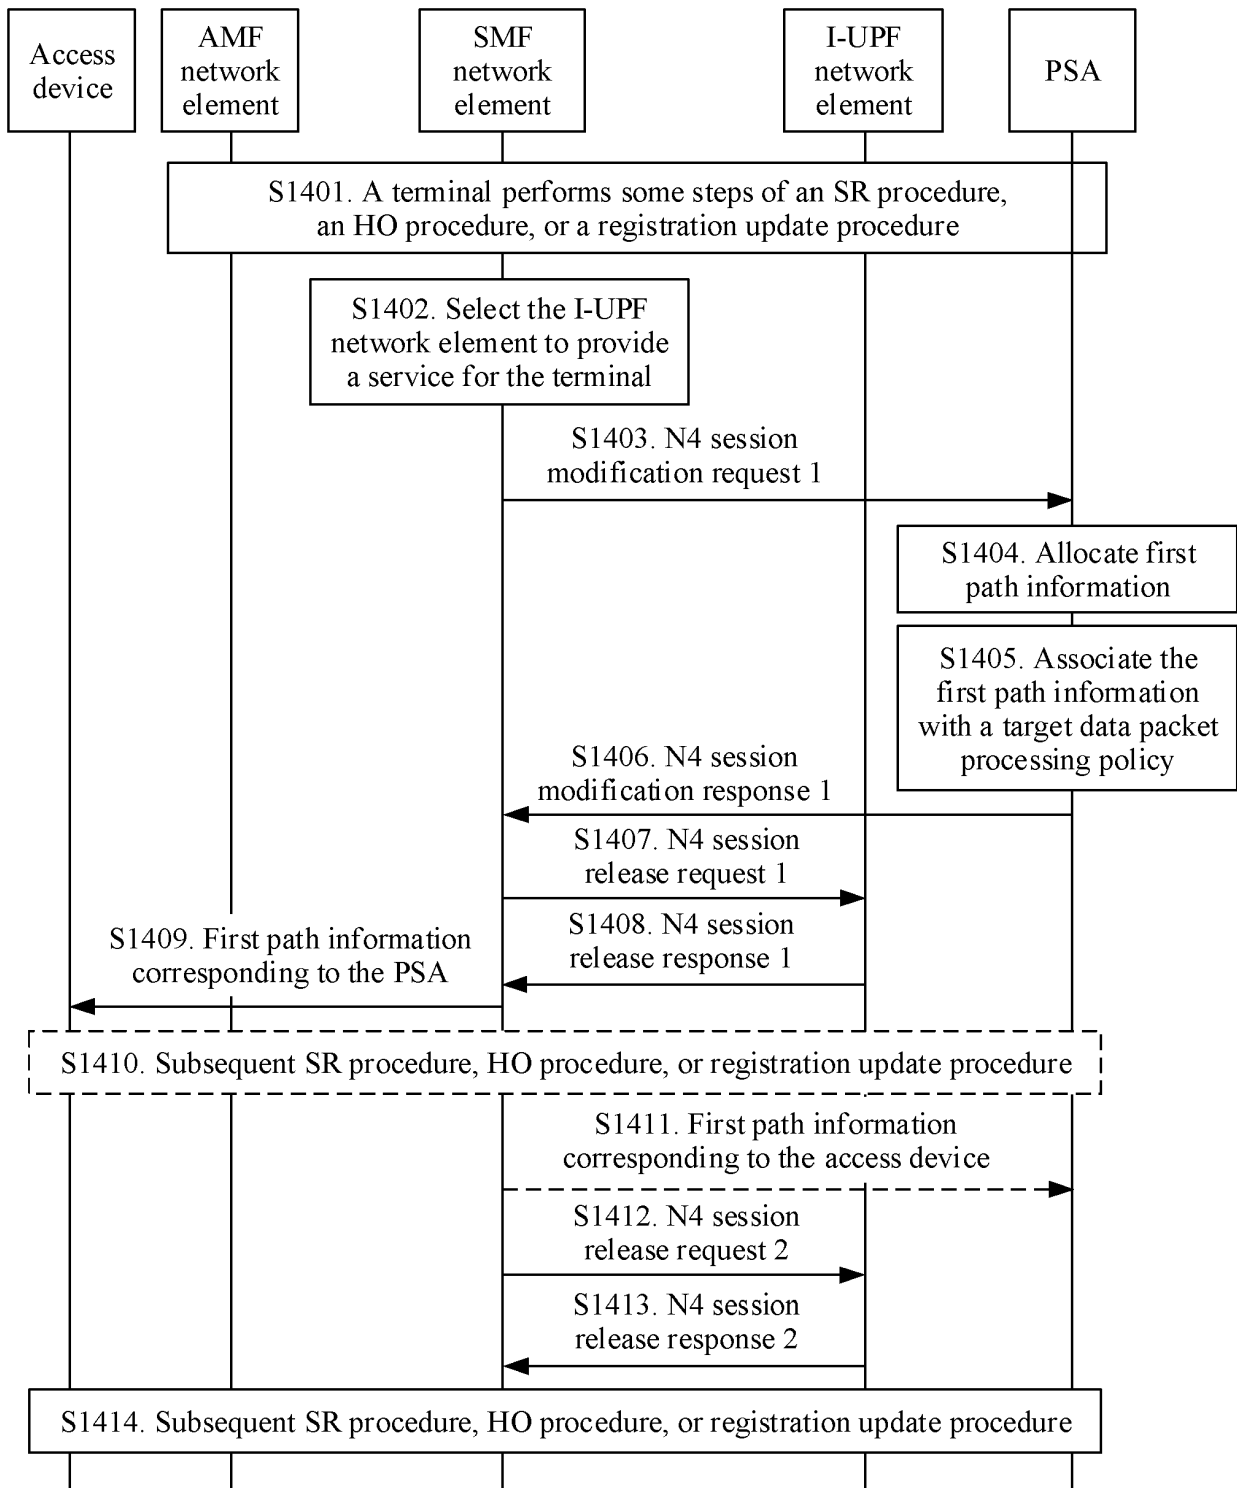 Access
device
AMF
network
element
SMF
network
element
I-UPF
network
element
PSA
S1401. A terminal performs some steps of an SR procedure,
an HO procedure, or a registration update procedure
S1402. Select the I-UPF
network element to provide
a service for the terminal
S1403. N4 session
modification request 1
S1404. Allocate first
path information
S1405. Associate the
first path information
with a target data packet
processing policy
S1406. N4 session
modification response 1
S1407. N4 session
release request 1
S1408. N4 session
release response 1
S1409. First path information
corresponding to the PSA
S1410. Subsequent SR procedure, HO procedure, or registration update procedure
S1411. First path information
corresponding to the access device
S1412. N4 session
release request 2
S1413. N4 session
release response 2
S1414. Subsequent SR procedure, HO procedure, or registration update procedure